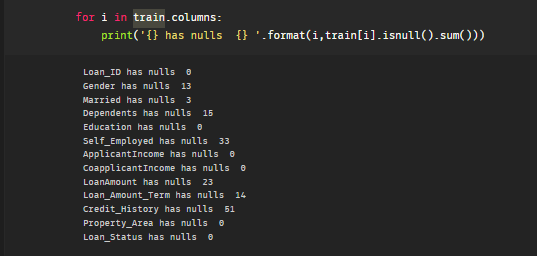 for i in train.columns:
print('{} has nulls  {} '.format(i,train[i].isnull().sum()))
Loan_ID has nulls  0
Gender has nulls  13
Married has nulls  3
Dependents has nulls  15
Education has nulls  0
Self_Employed has nulls  33
ApplicantIncome has nulls  0
CoapplicantIncome has nulls  0
LoanAmount has nulls  23
Loan_Amount_Term has nulls  14
Credit_History has nulls  51
Property_Area has nulls  0
Loan_Status has nulls  0